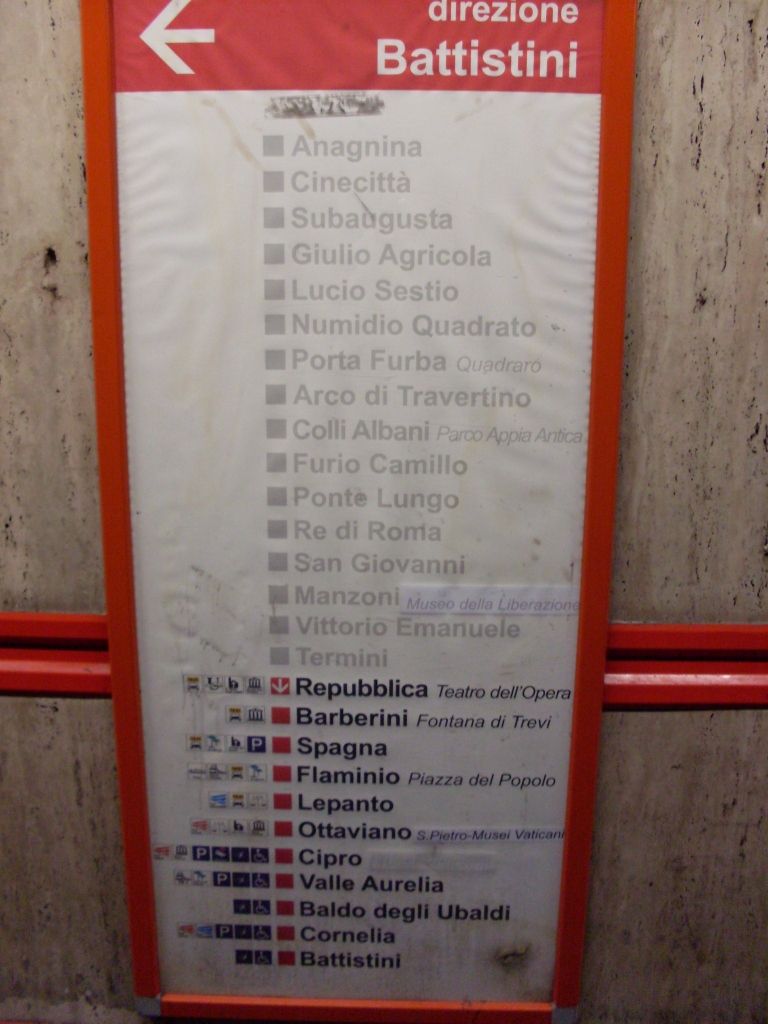 direzione
Battistini
Anagnina
Cinecittà
Subaugusta
Giulio Agricola
Lucio Sestio
Numidio Quadrato
Porta Furba Quadraro
Arco di Travertino
Colli Albani Parco Appia Antica
Furio Camillo
Ponte Lungo
Re di Roma
San Giovanni
Manzoni Museo della Liberazione
Vittorio Emanuele
Termini
Repubblica Teatro dell'Opera
Barberini Fontana di Trevi
P Spagna
Flaminio Piazza del Popolo
Lepanto
Ottaviano S.Pietro-Musei Vaticani
P Cipro
P Valle Aurelia
Baldo degli Ubaldi
P Cornelia
Battistini